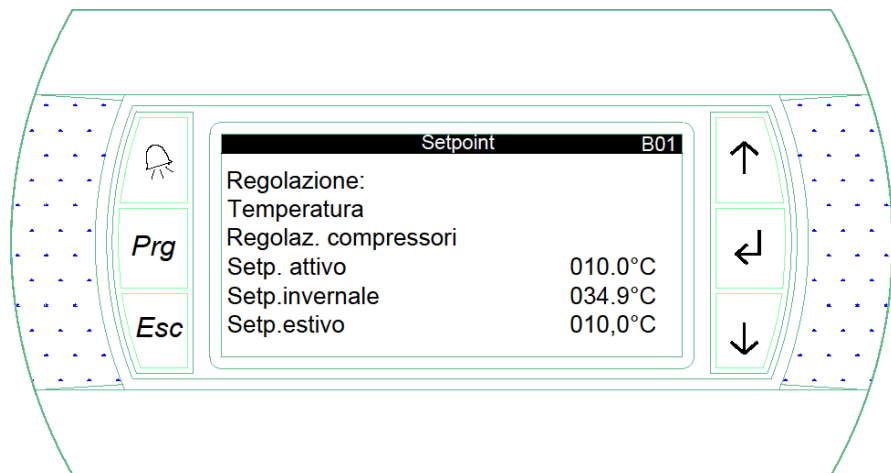 Setpoint B01
Regolazione:
Temperatura
Prg
Regolaz. compressori
Setp. attivo 010.0°C
Setp.invernale 034.9°C
Esc
Setp.estivo 010,0°C